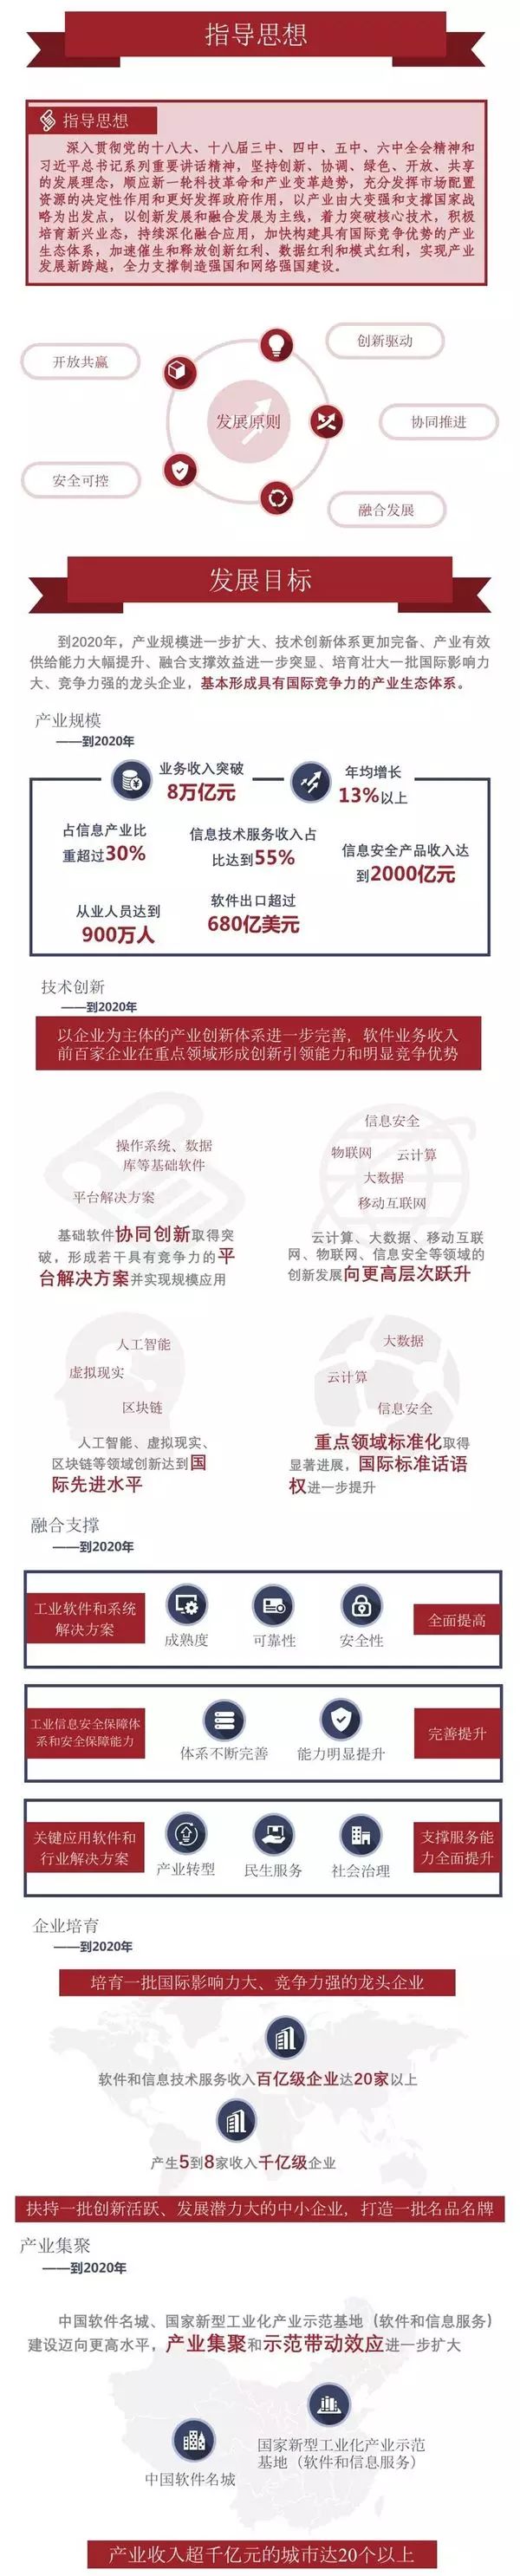 指导思想
指导思想
深入贯彻党的十八大、十八届三中、四中、五中、六中全会精神和
习近平总书记系列重要讲话精神，坚持创新、协调、绿色、开放、共享
的发展理念，顺应新一轮科技革命和产业变革趋势，充分发挥市场配置
资源的决定性作用和更好发挥政府作用，以产业由大变强和支撑国家战
略为出发点，以创新发展和融合发展为主线，着力突破核心技术，积极
培育新兴业态，持续深化融合应用，加快构建具有国际竞争优势的产业
生态体系，加速催生和释放创新红利、数据红利和模式红利，实现产业
发展新跨越，全力支撑制造强国和网络强国建设。
创新驱动
开放共赢
发展原则
协同推进
安全可控
融合发展
发展目标
到2020年，产业规模进一步扩大、技术创新体系更加完备、产业有效
供给能力大幅提升、融合支撑效益进一步突显、培育壮大一批国际影响力
大、竞争力强的龙头企业，基本形成具有国际竞争力的产业生态体系。
产业规模
——到2020年
业务收入突破
8万亿元
年均增长
13%以上
占信息产业比
重超过30%
信息技术服务收入占
比达到55%
信息安全产品收入达
到2000亿元
从业人员达到
900万人
软件出口超过
680亿美元
技术创新
——到2020年
以企业为主体的产业创新体系进一步完善，软件业务收入
前百家企业在重点领域形成创新引领能力和明显竞争优势
操作系统、数据
库等基础软件
平台解决方案
基础软件协同创新取得突
破，形成若干具有竞争力的平
台解决方案并实现规模应用
信息安全
物联网 云计算
大数据
移动互联网
云计算、大数据、移动互联
网、物联网、信息安全等领域的
创新发展向更高层次跃升
人工智能
虚拟现实
区块链
人工智能、虚拟现实、
区块链等领域创新达到国
际先进水平
大数据
云计算
信息安全
重点领域标准化取得
显著进展，国际标准话语
权进一步提升
融合支撑
——到2020年
工业软件和系统
解决方案
成熟度
可靠性
安全性
全面提高
工业信息安全保障体
系和安全保障能力
体系不断完善
能力明显提升
完善提升
关键应用软件和
行业解决方案
产业转型
民生服务
社会治理
支撑服务能
力全面提升
企业培育
——到2020年
培育一批国际影响力大、竞争力强的龙头企业
软件和信息技术服务收入百亿级企业达20家以上
产生5到8家收入千亿级企业
扶持一批创新活跃、发展潜力大的中小企业，打造一批名品名牌
产业集聚
——到2020年
中国软件名城、国家新型工业化产业示范基地（软件和信息服务）
建设迈向更高水平，产业集聚和示范带动效应进一步扩大
国家新型工业化产业示范
基地（软件和信息服务）
中国软件名城
产业收入超千亿元的城市达20个以上